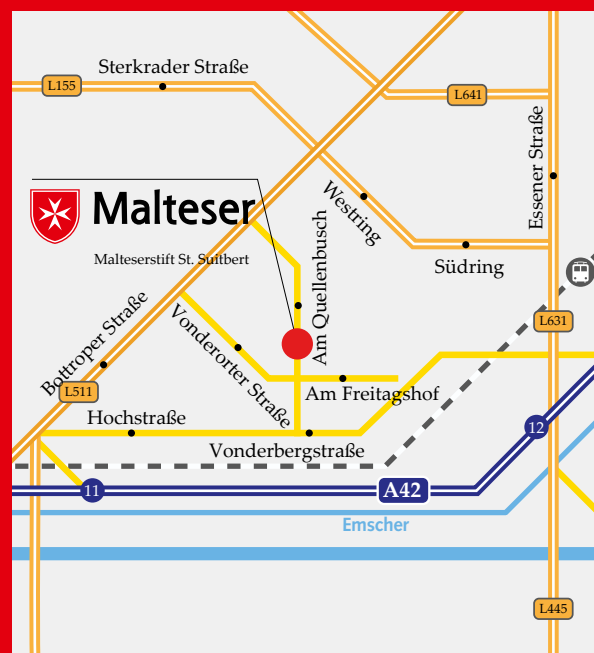 Sterkrader Straße
L155
L641
Essener Straße
Westring
Malteser
Malteserstift St. Suitbert
Am Quellenbusch
Südring
L631
Bottroper Straße
Vonderorter Straße
L511
Am Freitagshof
Hochstraße
Vonderbergstraße
12
11
A42
Emscher
L445